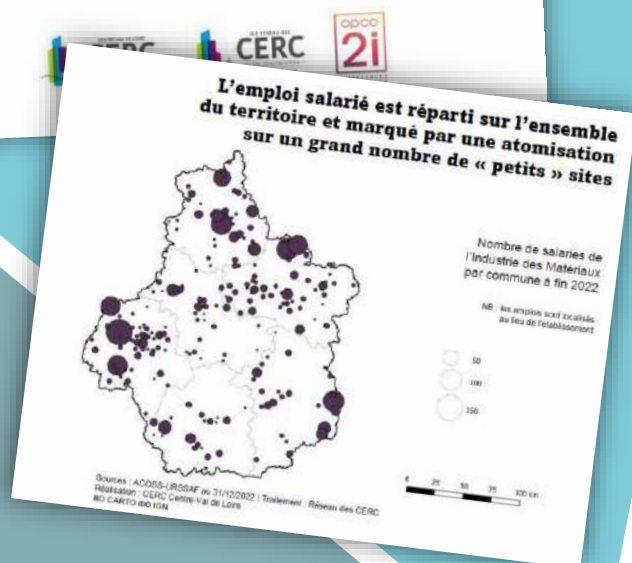 CERC
CERC
opco
2i
L'emploi salarié est réparti sur l'ensemble
du territoire et marqué par une atomisation
sur un grand nombre de « petits » sites
Nombre de salariés de
l'Industrie des Matériaux
par commune à fin 2022
NB : les emplois sont localisés
au lieu de l'établissement
50
100
150
0 25 50 75 100 km
Sources : ACOSS-URSSAF au 31/12/2022 | Traitement : Réseau des CERC
Réalisation : CERC Centre-Val de Loire
BD CARTO ©© IGN